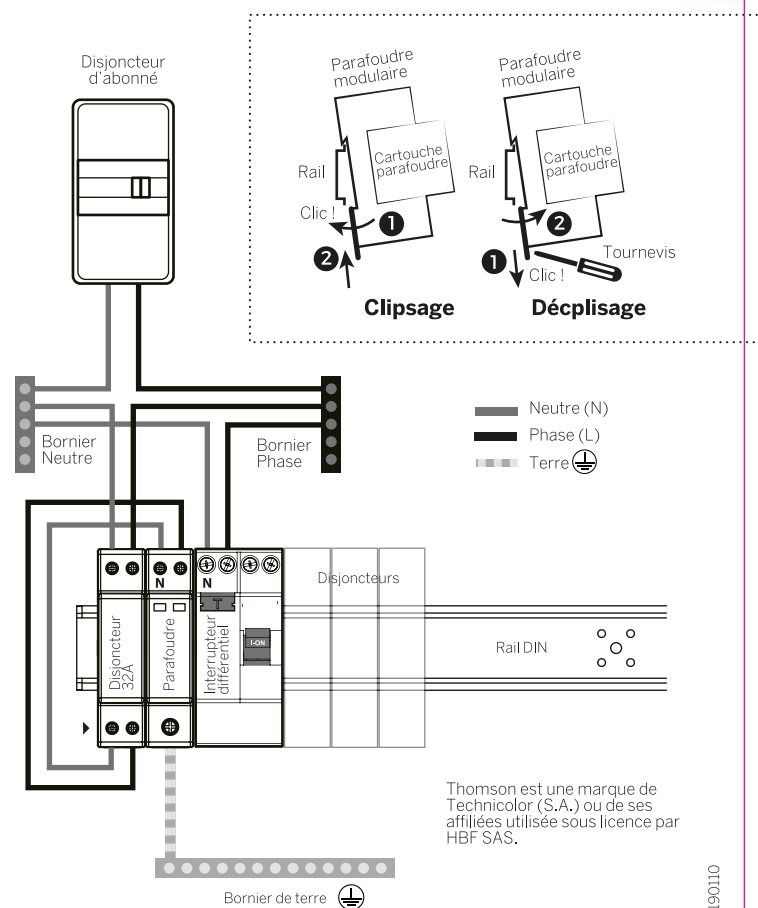 Disjoncteur
d'abonné
Parafoudre
modulaire
Cartouche
parafoudre
Rail
Clic !
1
2
Clipsage
Parafoudre
modulaire
Cartouche
parafoudre
Rail
2
1
Tournevis
Clic !
Décplisage
Neutre (N)
Phase (L)
Terre
Bornier
Neutre
Bornier
Phase
N
N
T
I-ON
Disjoncteur
32A
Parafoudre
Interrupteur
différentiel
Disjoncteurs
Rail DIN
Thomson est une marque de
Technicolor (S.A.) ou de ses
affiliées utilisée sous licence par
HBF SAS.
Bornier de terre
190110